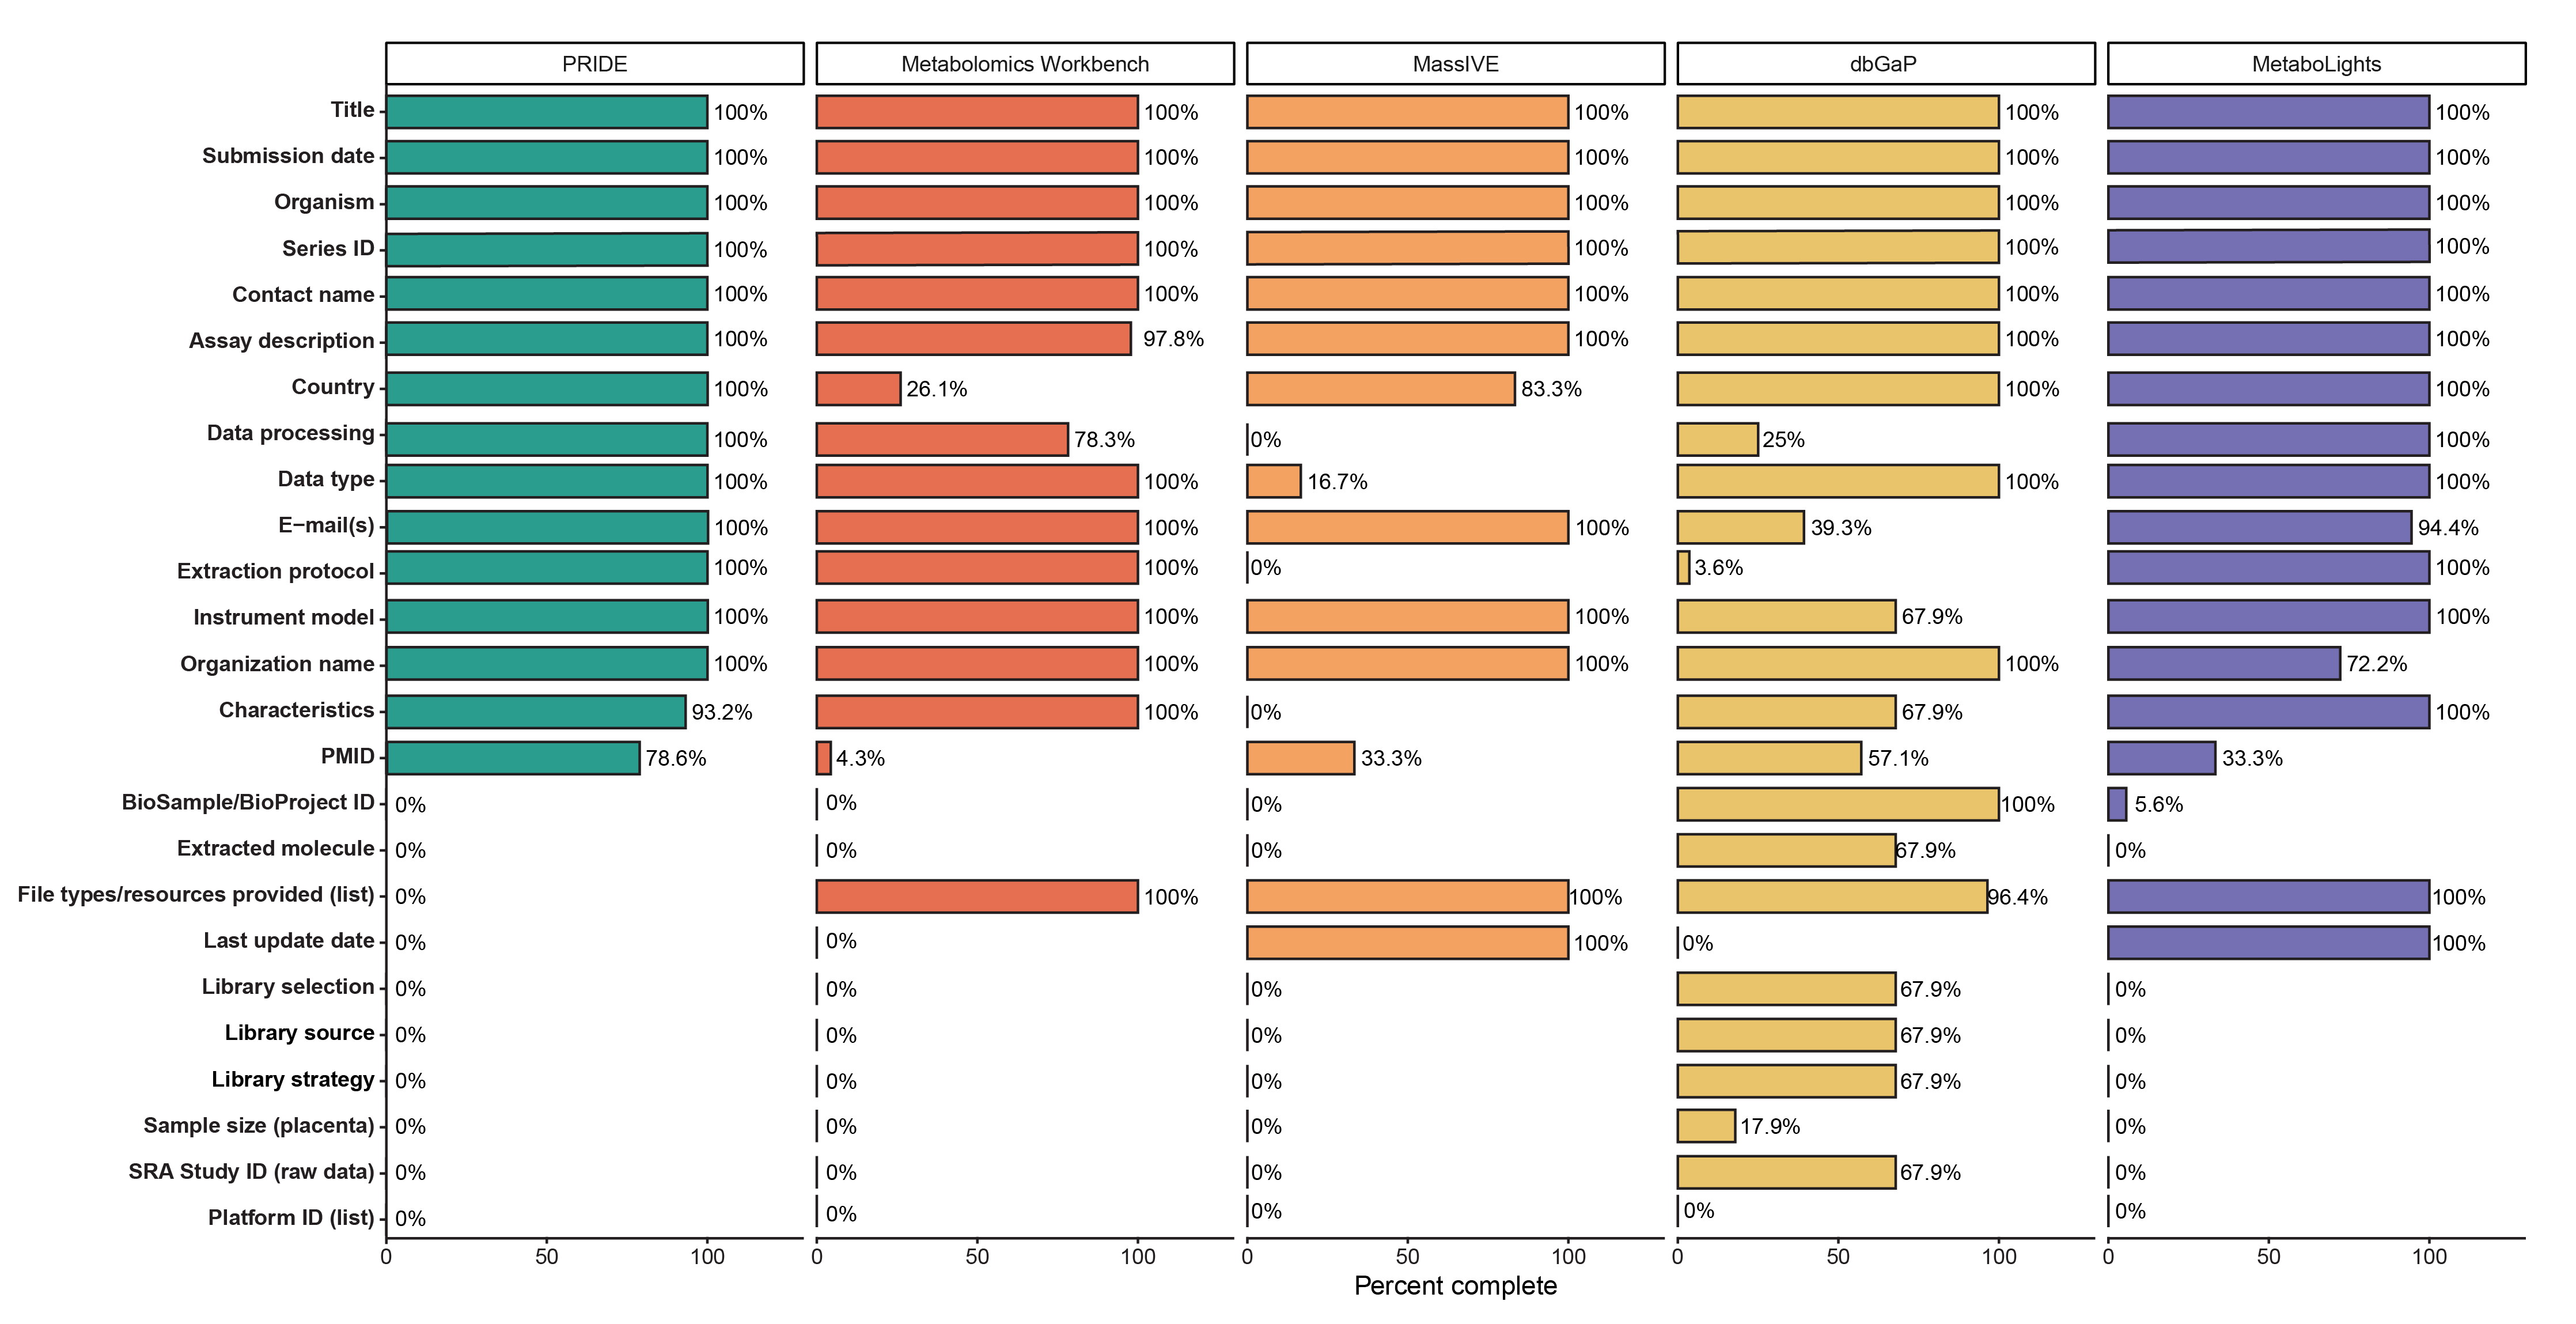 PRIDE Metabolomics Workbench MassIVE dbGaP MetaboLights
Title 100% 100% 100% 100% 100%
Submission date 100% 100% 100% 100% 100%
Organism 100% 100% 100% 100% 100%
Series ID 100% 100% 100% 100% 100%
Contact name 100% 100% 100% 100% 100%
Assay description 100% 97.8% 100% 100% 100%
Country 100% 26.1% 83.3% 100% 100%
Data processing 100% 78.3% 0% 25% 100%
Data type 100% 100% 16.7% 100% 100%
E−mail(s) 100% 100% 100% 39.3% 94.4%
Extraction protocol 100% 100% 0% 3.6% 100%
Instrument model 100% 100% 100% 67.9% 100%
Organization name 100% 100% 100% 100% 72.2%
Characteristics 93.2% 100% 0% 67.9% 100%
PMID 78.6% 4.3% 33.3% 57.1% 33.3%
BioSample/BioProject ID 0% 0% 0% 100% 5.6%
Extracted molecule 0% 0% 0% 67.9% 0%
File types/resources provided (list) 0% 100% 100% 96.4% 100%
Last update date 0% 0% 100% 0% 100%
Library selection 0% 0% 0% 67.9% 0%
Library source 0% 0% 0% 67.9% 0%
Library strategy 0% 0% 0% 67.9% 0%
Sample size (placenta) 0% 0% 0% 17.9% 0%
SRA Study ID (raw data) 0% 0% 0% 67.9% 0%
Platform ID (list) 0% 0% 0% 0% 0%
0 50 100 0 50 100 0 50 100 0 50 100 0 50 100
Percent complete